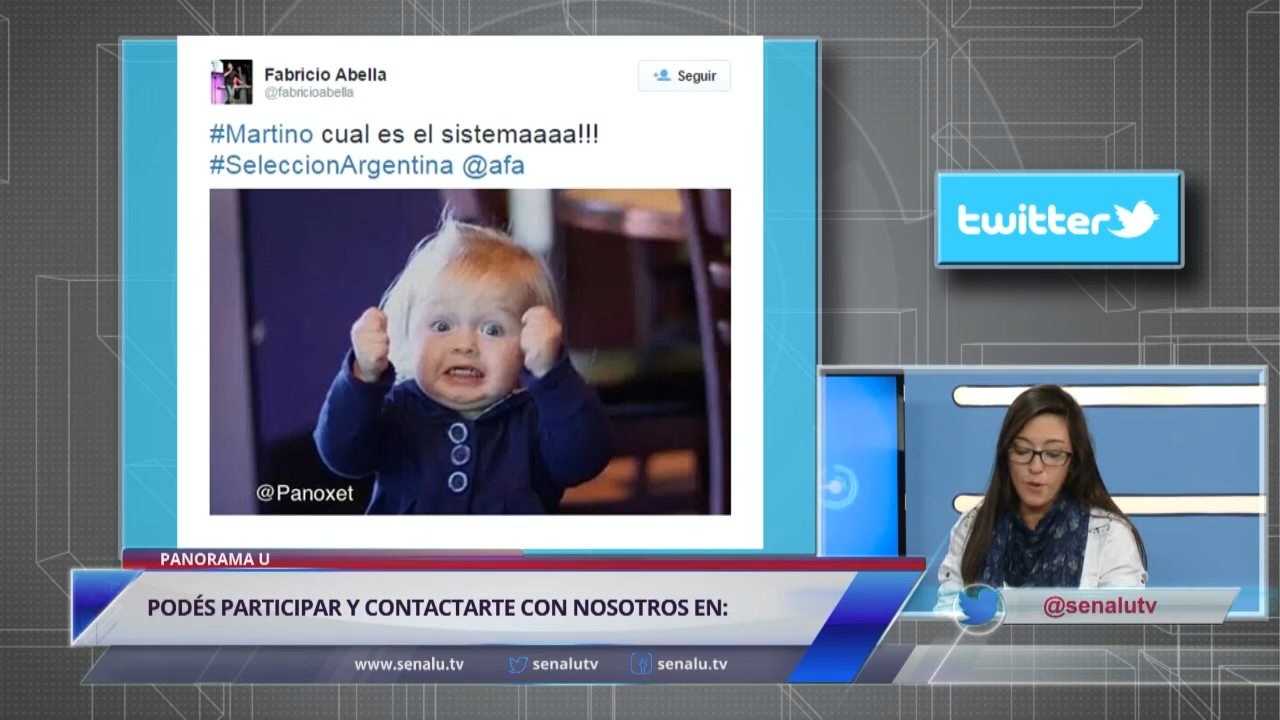 Fabricio Abella
@fabricioabella
Seguir
#Martino cual es el sistemaaaa!!!
#SeleccionArgentina @afa
@Panoxet
twitter
PANORAMA U
PODÉS PARTICIPAR Y CONTACTARTE CON NOSOTROS EN:
@senalutv
www.senalu.tv
senalutv
senalu.tv